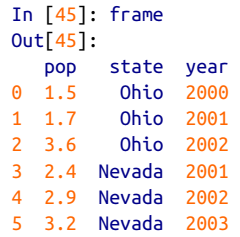 In [45]: frame
Out[45]:
   pop   state  year
0  1.5    Ohio  2000
1  1.7    Ohio  2001
2  3.6    Ohio  2002
3  2.4  Nevada  2001
4  2.9  Nevada  2002
5  3.2  Nevada  2003